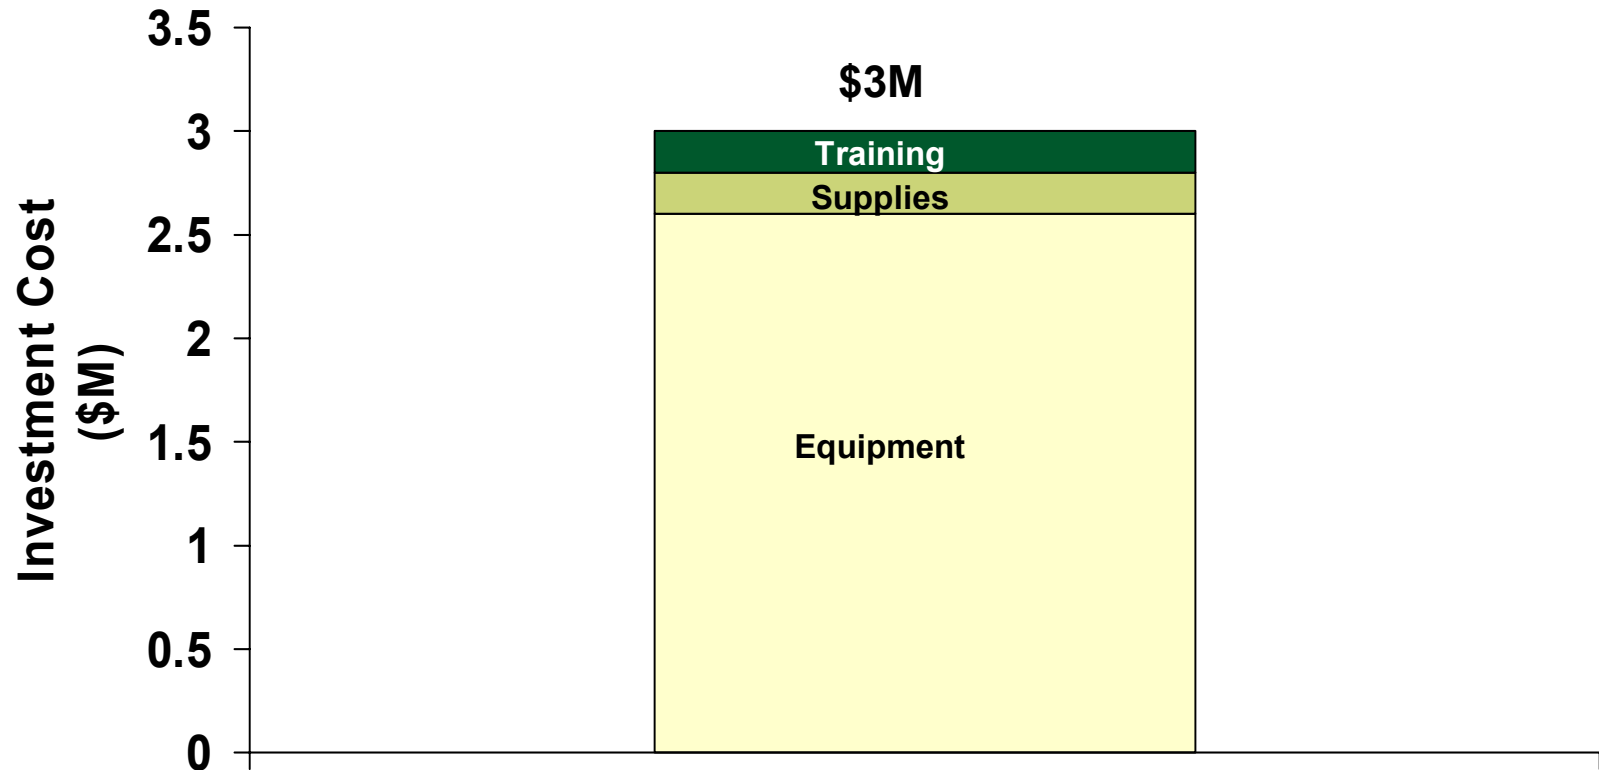 3.5
$3M
3
Training
Supplies
2.5
2
Equipment
1.5
1
0.5
0
Investment Cost
($M)